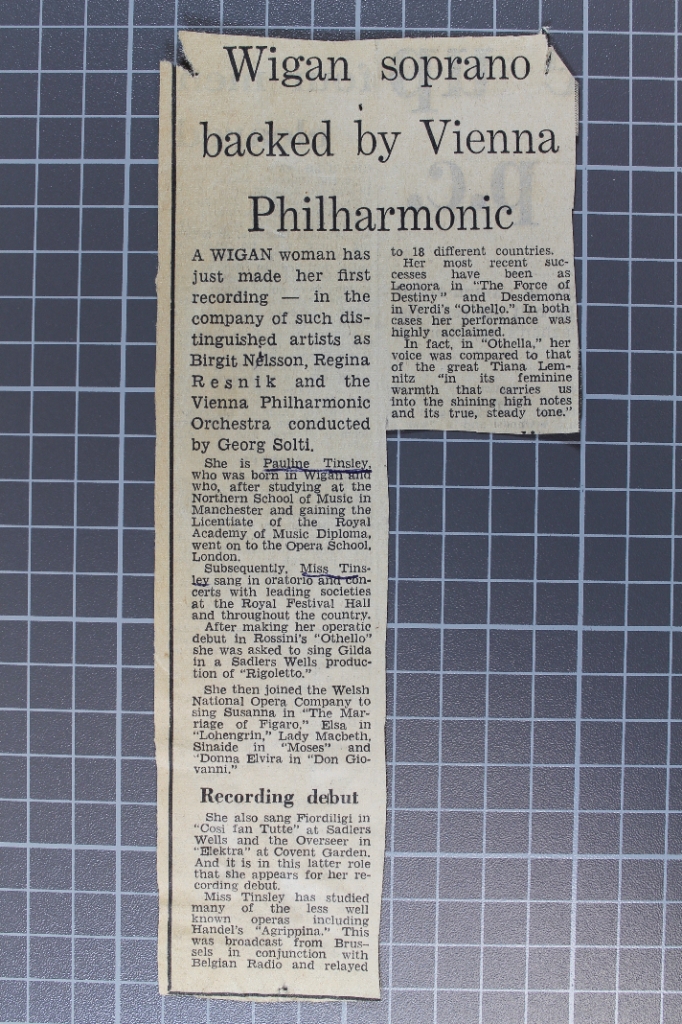 Wigan soprano
backed by Vienna
Philharmonic
A WIGAN woman has
just made her first
recording — in the
company of such dis-
tinguished artists as
Birgit Nelsson, Regina
Resnik and the
Vienna Philharmonic
Orchestra conducted
by Georg Solti.
She is Pauline Tinsley,
who was born in Wigan and
who, after studying at the
Northern School of Music in
Manchester and gaining the
Licentiate of the Royal
Academy of Music Diploma,
went on to the Opera School,
London.
Subsequently, Miss Tins-
ley sang in oratorio and con-
certs with leading societies
at the Royal Festival Hall
and throughout the country.
After making her operatic
debut in Rossini's "Othello"
she was asked to sing Gilda
in a Sadlers Wells produc-
tion of "Rigoletto."
She then joined the Welsh
National Opera Company to
sing Susanna in "The Mar-
riage of Figaro," Elsa in
"Lohengrin," Lady Macbeth,
Sinaide in "Moses" and
"Donna Elvira in "Don Gio-
vanni."
Recording debut
She also sang Fiordiligi in
"Cosi fan Tutte" at Sadlers
Wells and the Overseer in
"Elektra" at Covent Garden.
And it is in this latter role
that she appears for her re-
cording debut.
Miss Tinsley has studied
many of the less well
known operas including
Handel's "Agrippina." This
was broadcast from Brus-
sels in conjunction with
Belgian Radio and relayed
to 18 different countries.
Her most recent suc-
cesses have been as
Leonora in "The Force of
Destiny" and Desdemona
in Verdi's "Othello." In both
cases her performance was
highly acclaimed.
In fact, in "Othella," her
voice was compared to that
of the great Tiana Lem-
nitz "in its feminine
warmth that carries us
into the shining high notes
and its true, steady tone."